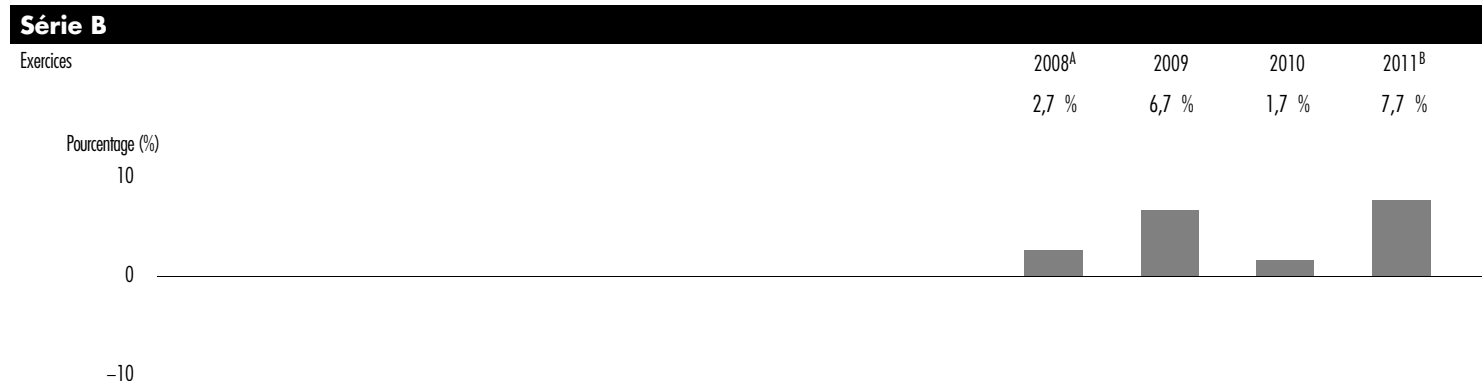 Série B
Exercices 2008A 2009 2010 2011B
2,7 % 6,7 % 1,7 % 7,7 %
Pourcentage (%)
10
0
–10